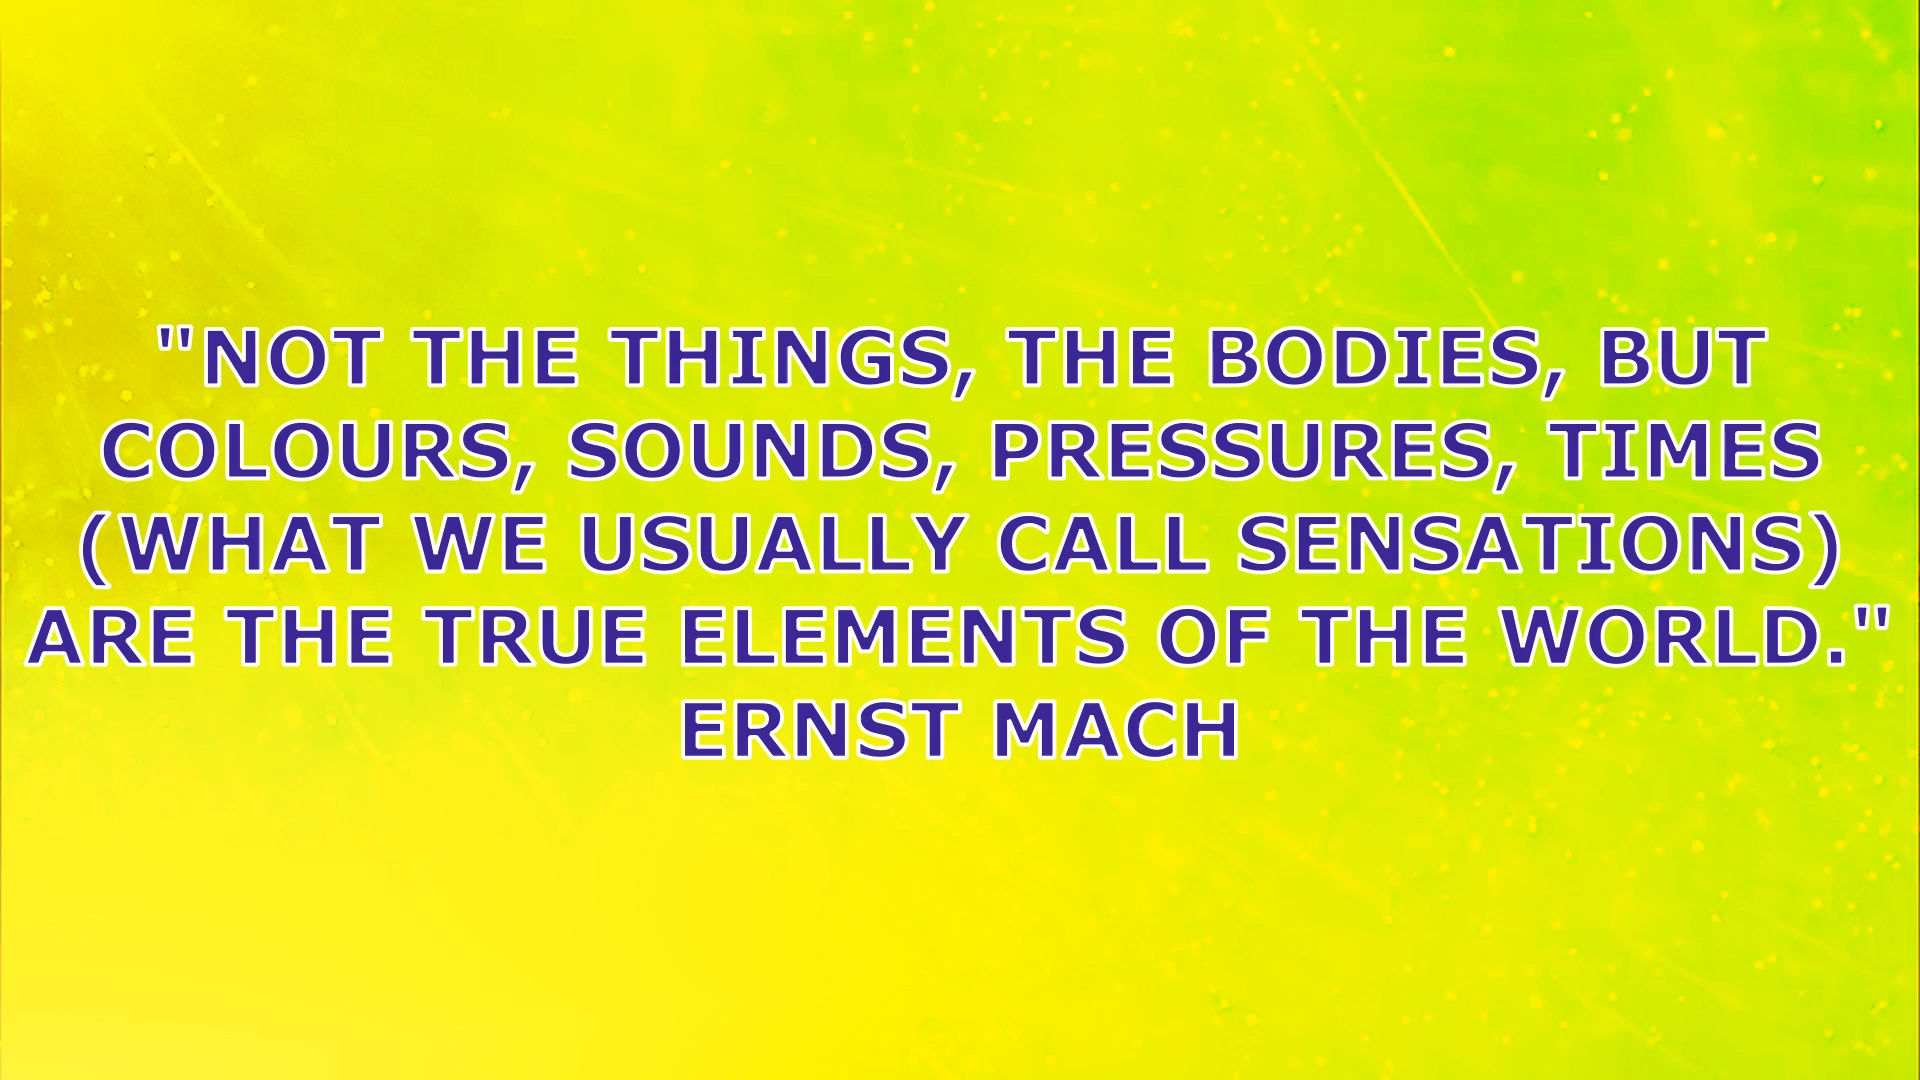 "NOT THE THINGS, THE BODIES, BUT
COLOURS, SOUNDS, PRESSURES, TIMES
(WHAT WE USUALLY CALL SENSATIONS)
ARE THE TRUE ELEMENTS OF THE WORLD."
ERNST MACH